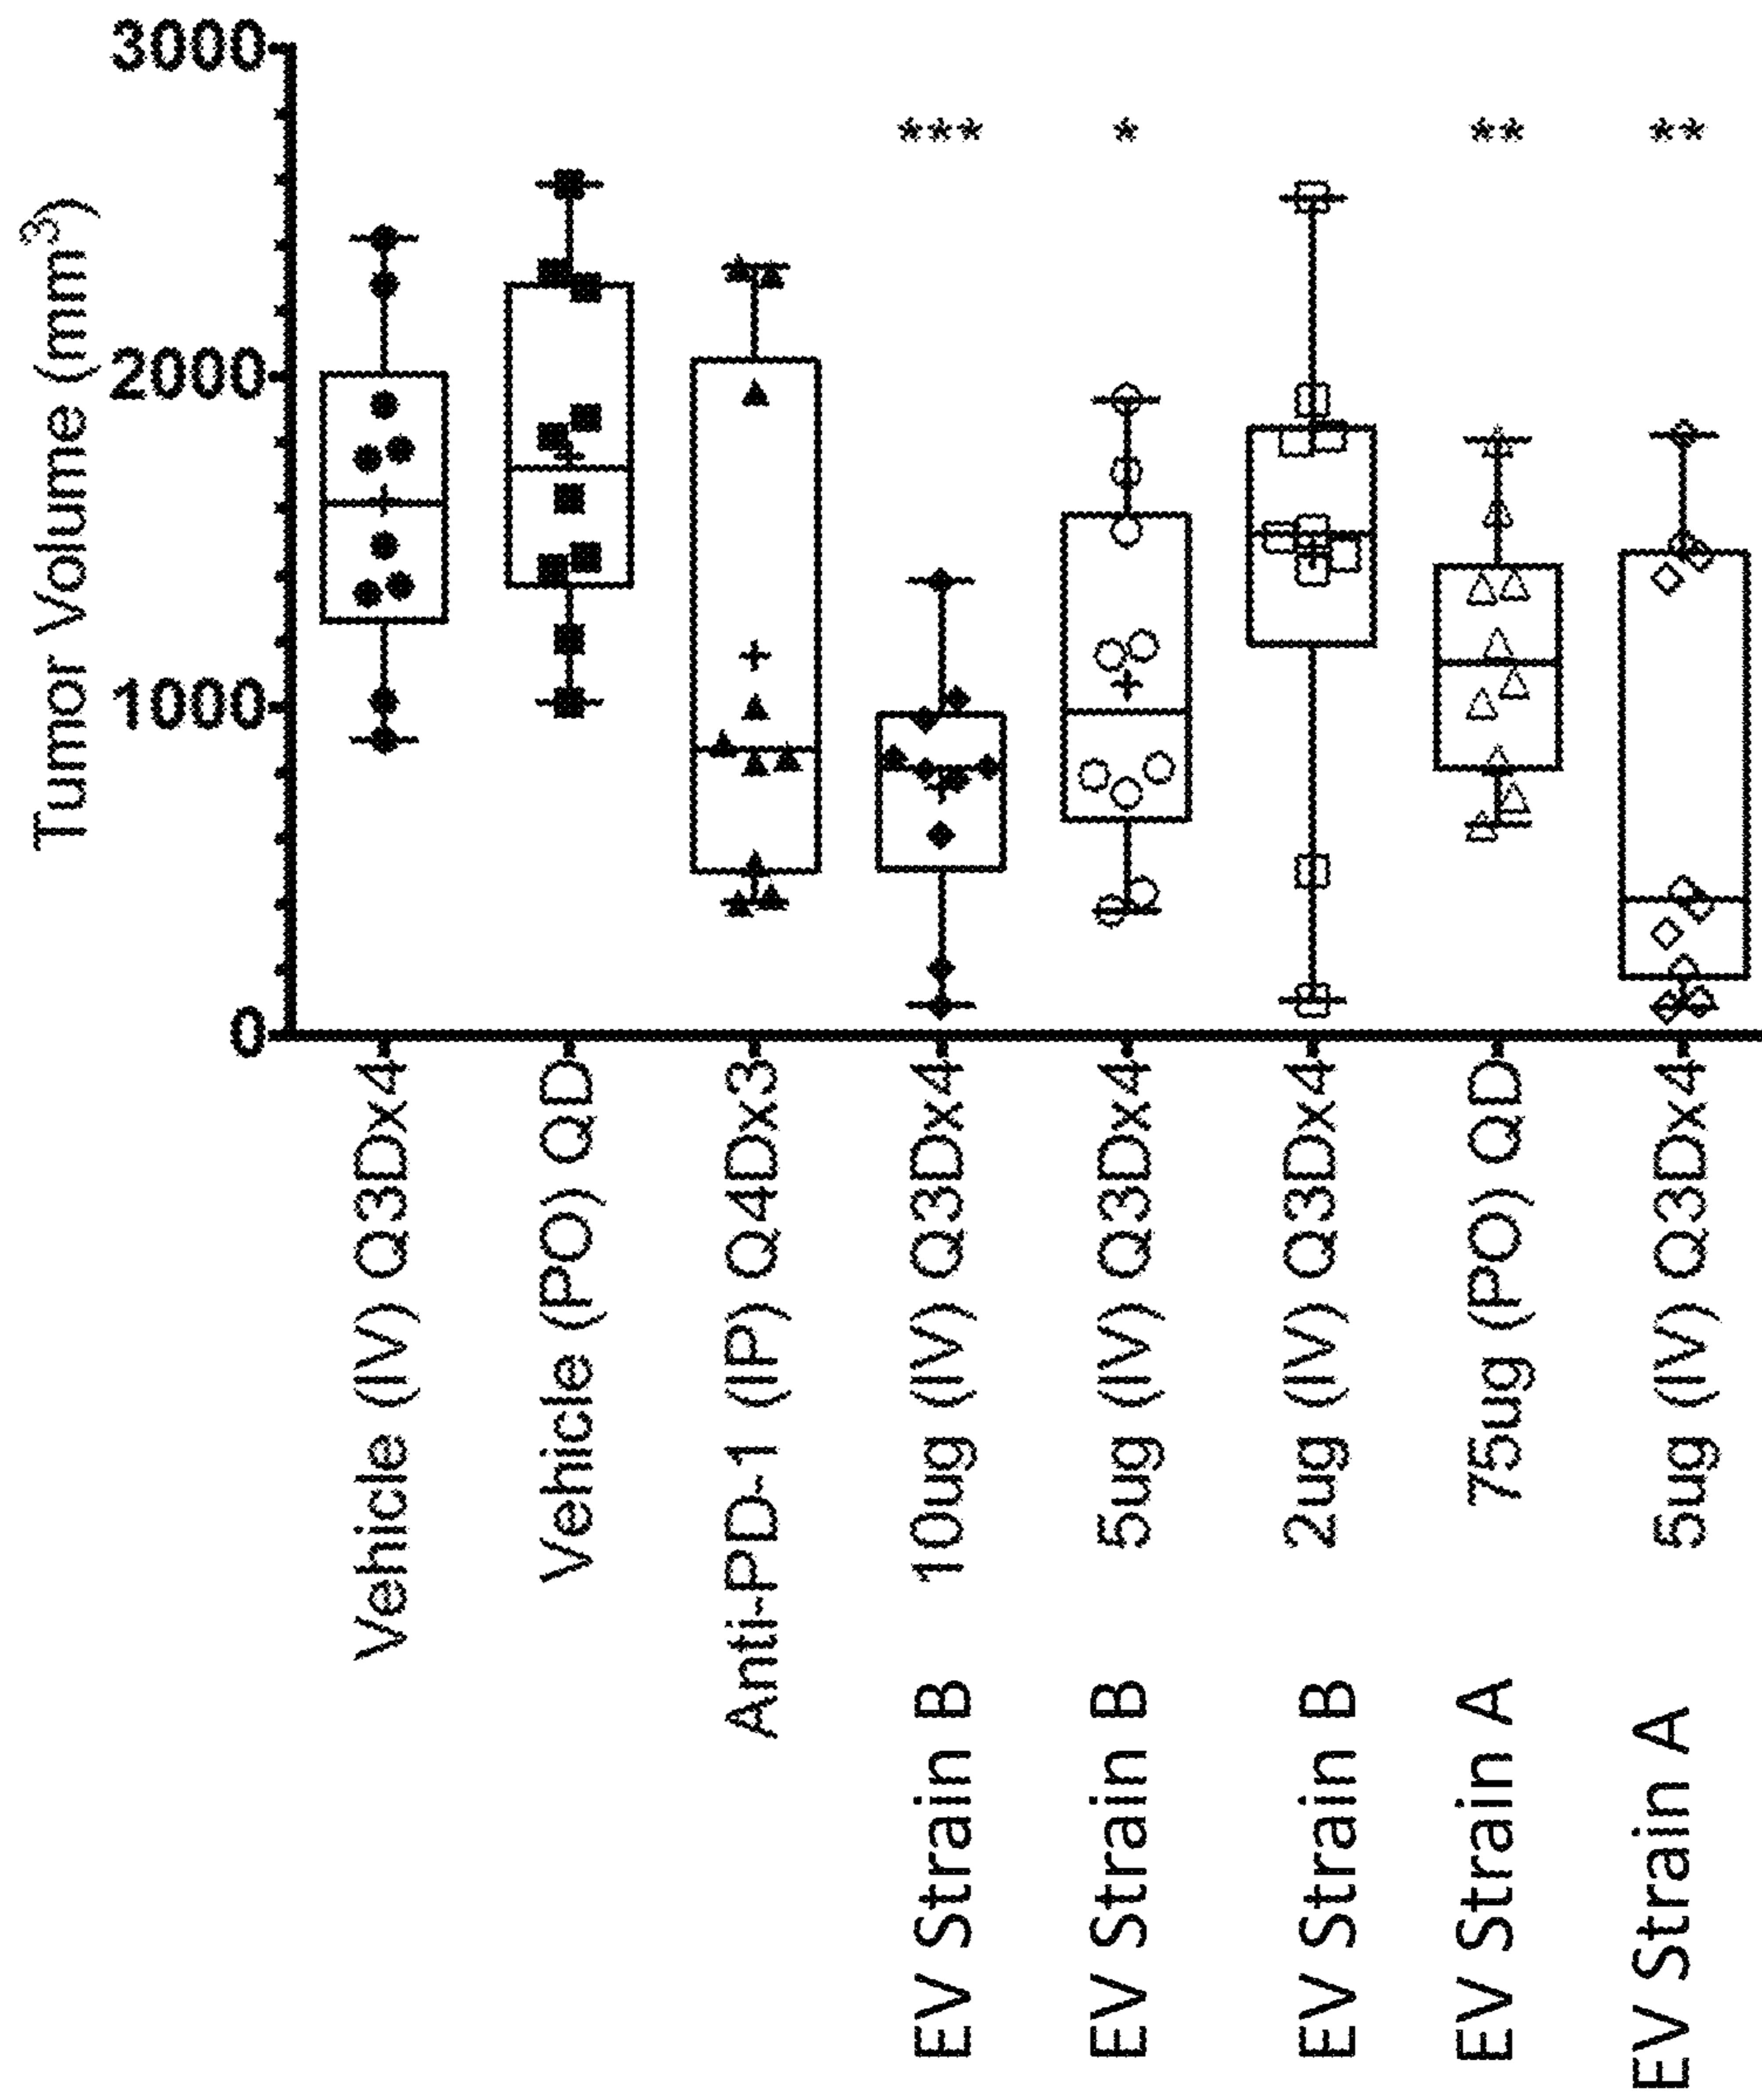 Tumor Volume (mm³)
3000
2000
1000
0
***
*
**
**
Vehicle (IV) Q3Dx4
Vehicle (PO) QD
Anti-PD-1 (IP) Q4Dx3
EV Strain B 10ug (IV) Q3Dx4
EV Strain B 5ug (IV) Q3Dx4
EV Strain B 2ug (IV) Q3Dx4
EV Strain A 75ug (PO) QD
EV Strain A 5ug (IV) Q3Dx4